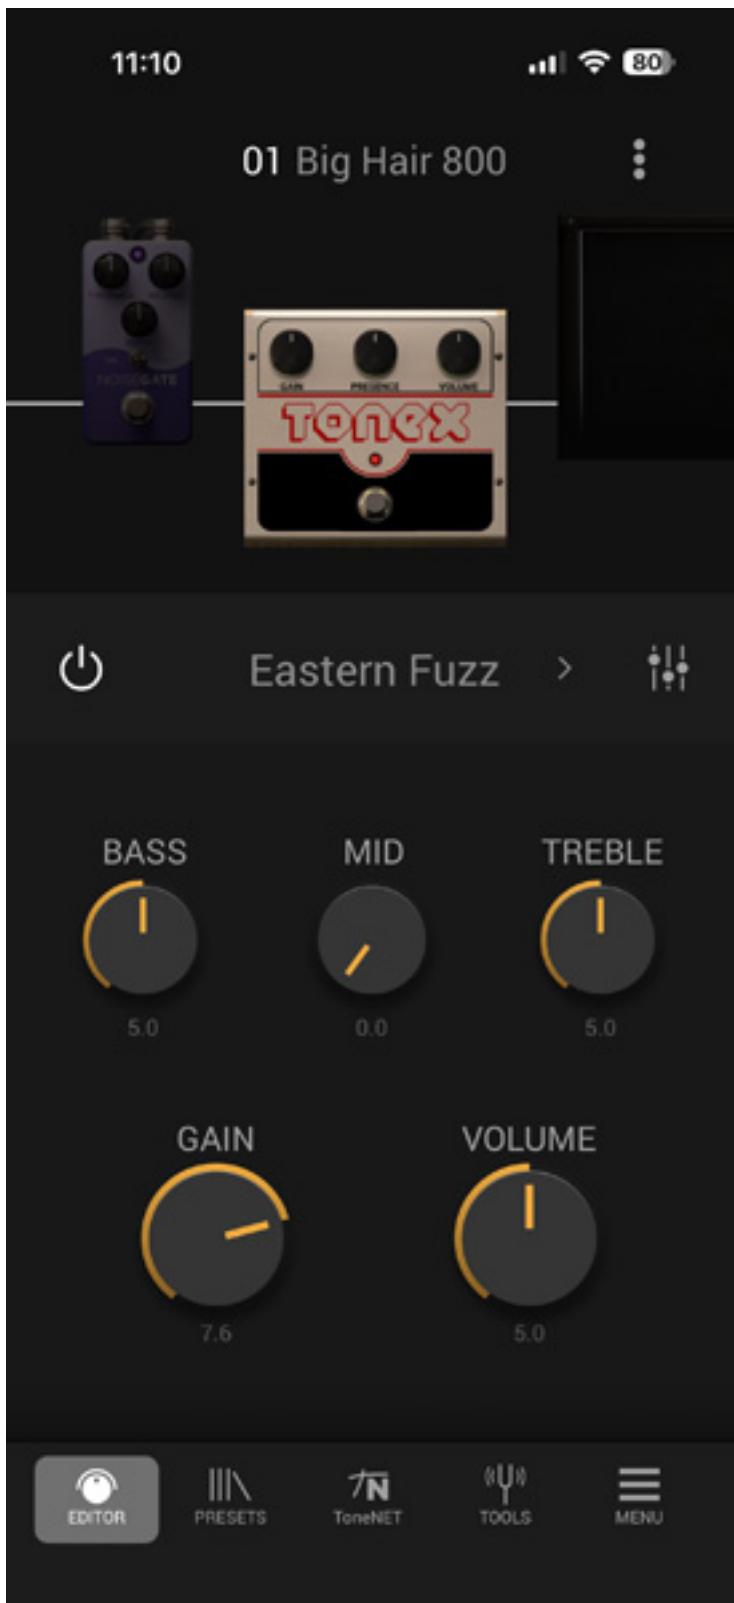 11:10
80
01 Big Hair 800
NOISEGATE
GAIN PRESENCE VOLUME
TONEX
Eastern Fuzz
BASS MID TREBLE
5.0 0.0 5.0
GAIN VOLUME
7.6 5.0
EDITOR PRESETS ToneNET TOOLS MENU